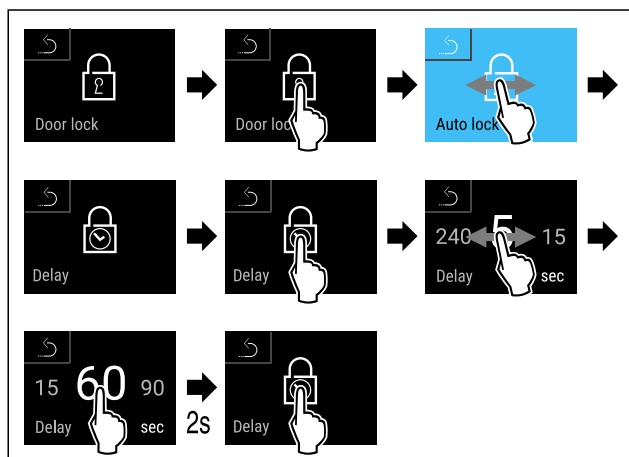 Door lock
Door loc
Auto lock
Delay
Delay
240 5 15
Delay sec
15 60 90
Delay sec
2s
Delay